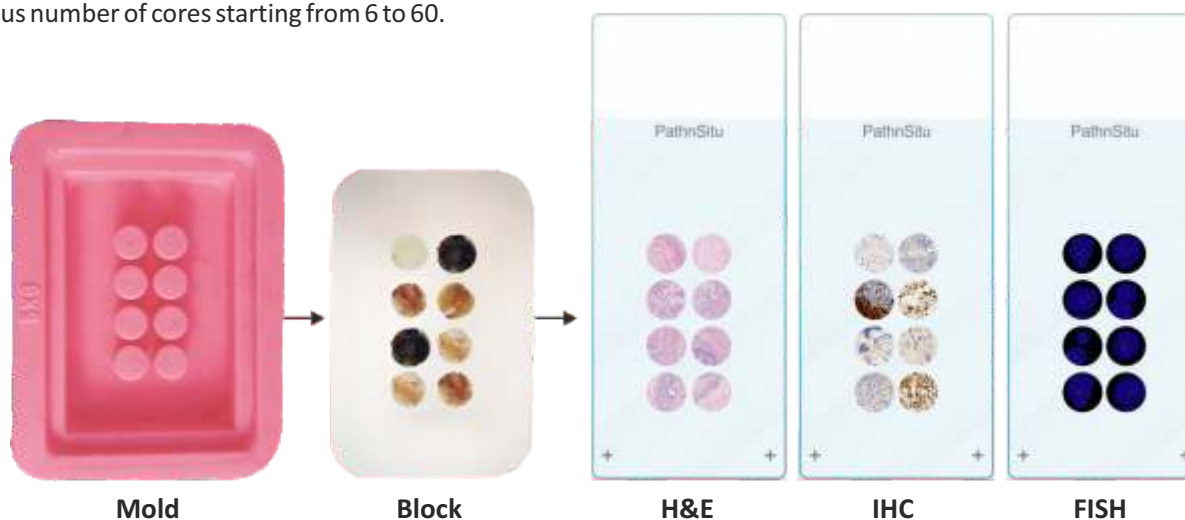 us number of cores starting from 6 to 60.
PathnSitu PathnSitu PathnSitu
+ + + + +
Mold Block H&E IHC FISH